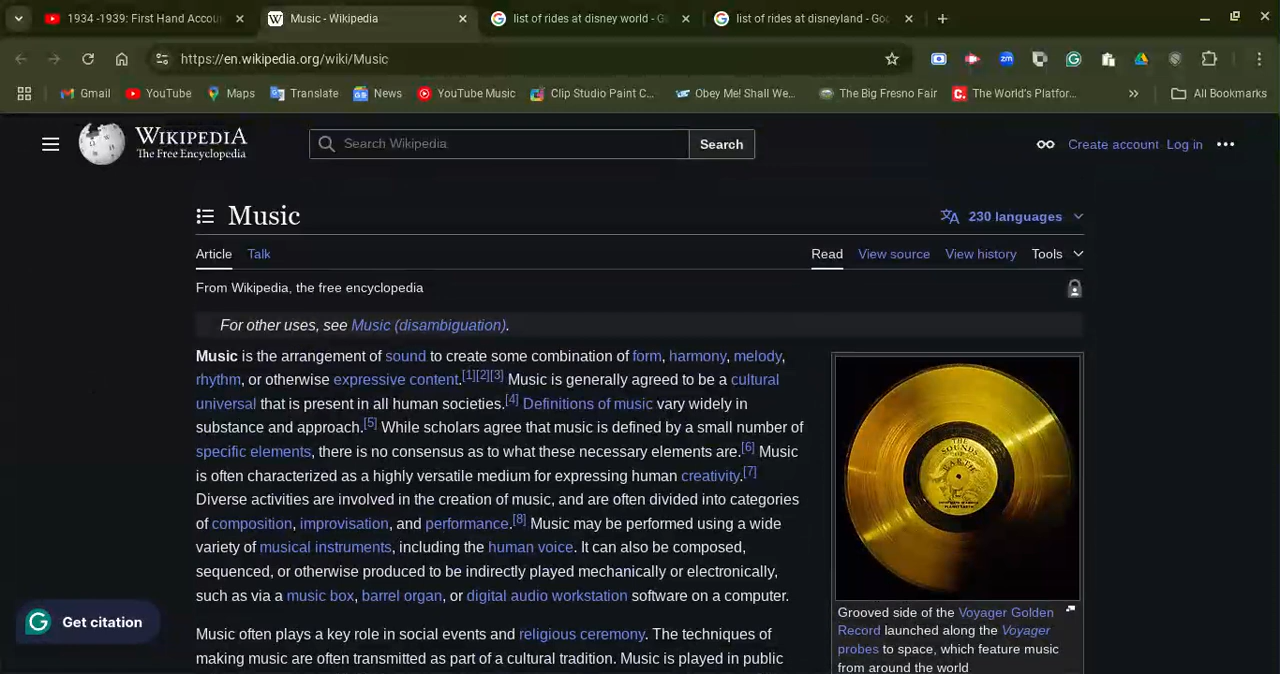 1934 -1939: First Hand Accou
Music - Wikipedia
list of rides at disney world - G
list of rides at disneyland - Goo
https://en.wikipedia.org/wiki/Music
Gmail
YouTube
Maps
Translate
News
YouTube Music
Clip Studio Paint C...
Obey Me! Shall We...
The Big Fresno Fair
The World's Platfor...
All Bookmarks
WIKIPEDIA
The Free Encyclopedia
Search Wikipedia
Search
Create account
Log in
Music
230 languages
Article
Talk
Read
View source
View history
Tools
From Wikipedia, the free encyclopedia
For other uses, see Music (disambiguation).
Music is the arrangement of sound to create some combination of form, harmony, melody,
rhythm, or otherwise expressive content.[1][2][3] Music is generally agreed to be a cultural
universal that is present in all human societies.[4] Definitions of music vary widely in
substance and approach.[5] While scholars agree that music is defined by a small number of
specific elements, there is no consensus as to what these necessary elements are.[6] Music
is often characterized as a highly versatile medium for expressing human creativity.[7]
Diverse activities are involved in the creation of music, and are often divided into categories
of composition, improvisation, and performance.[8] Music may be performed using a wide
variety of musical instruments, including the human voice. It can also be composed,
sequenced, or otherwise produced to be indirectly played mechanically or electronically,
such as via a music box, barrel organ, or digital audio workstation software on a computer.
Music often plays a key role in social events and religious ceremony. The techniques of
making music are often transmitted as part of a cultural tradition. Music is played in public
THE
SOUNDS
OF
EARTH
Grooved side of the Voyager Golden
Record launched along the Voyager
probes to space, which feature music
from around the world
Get citation